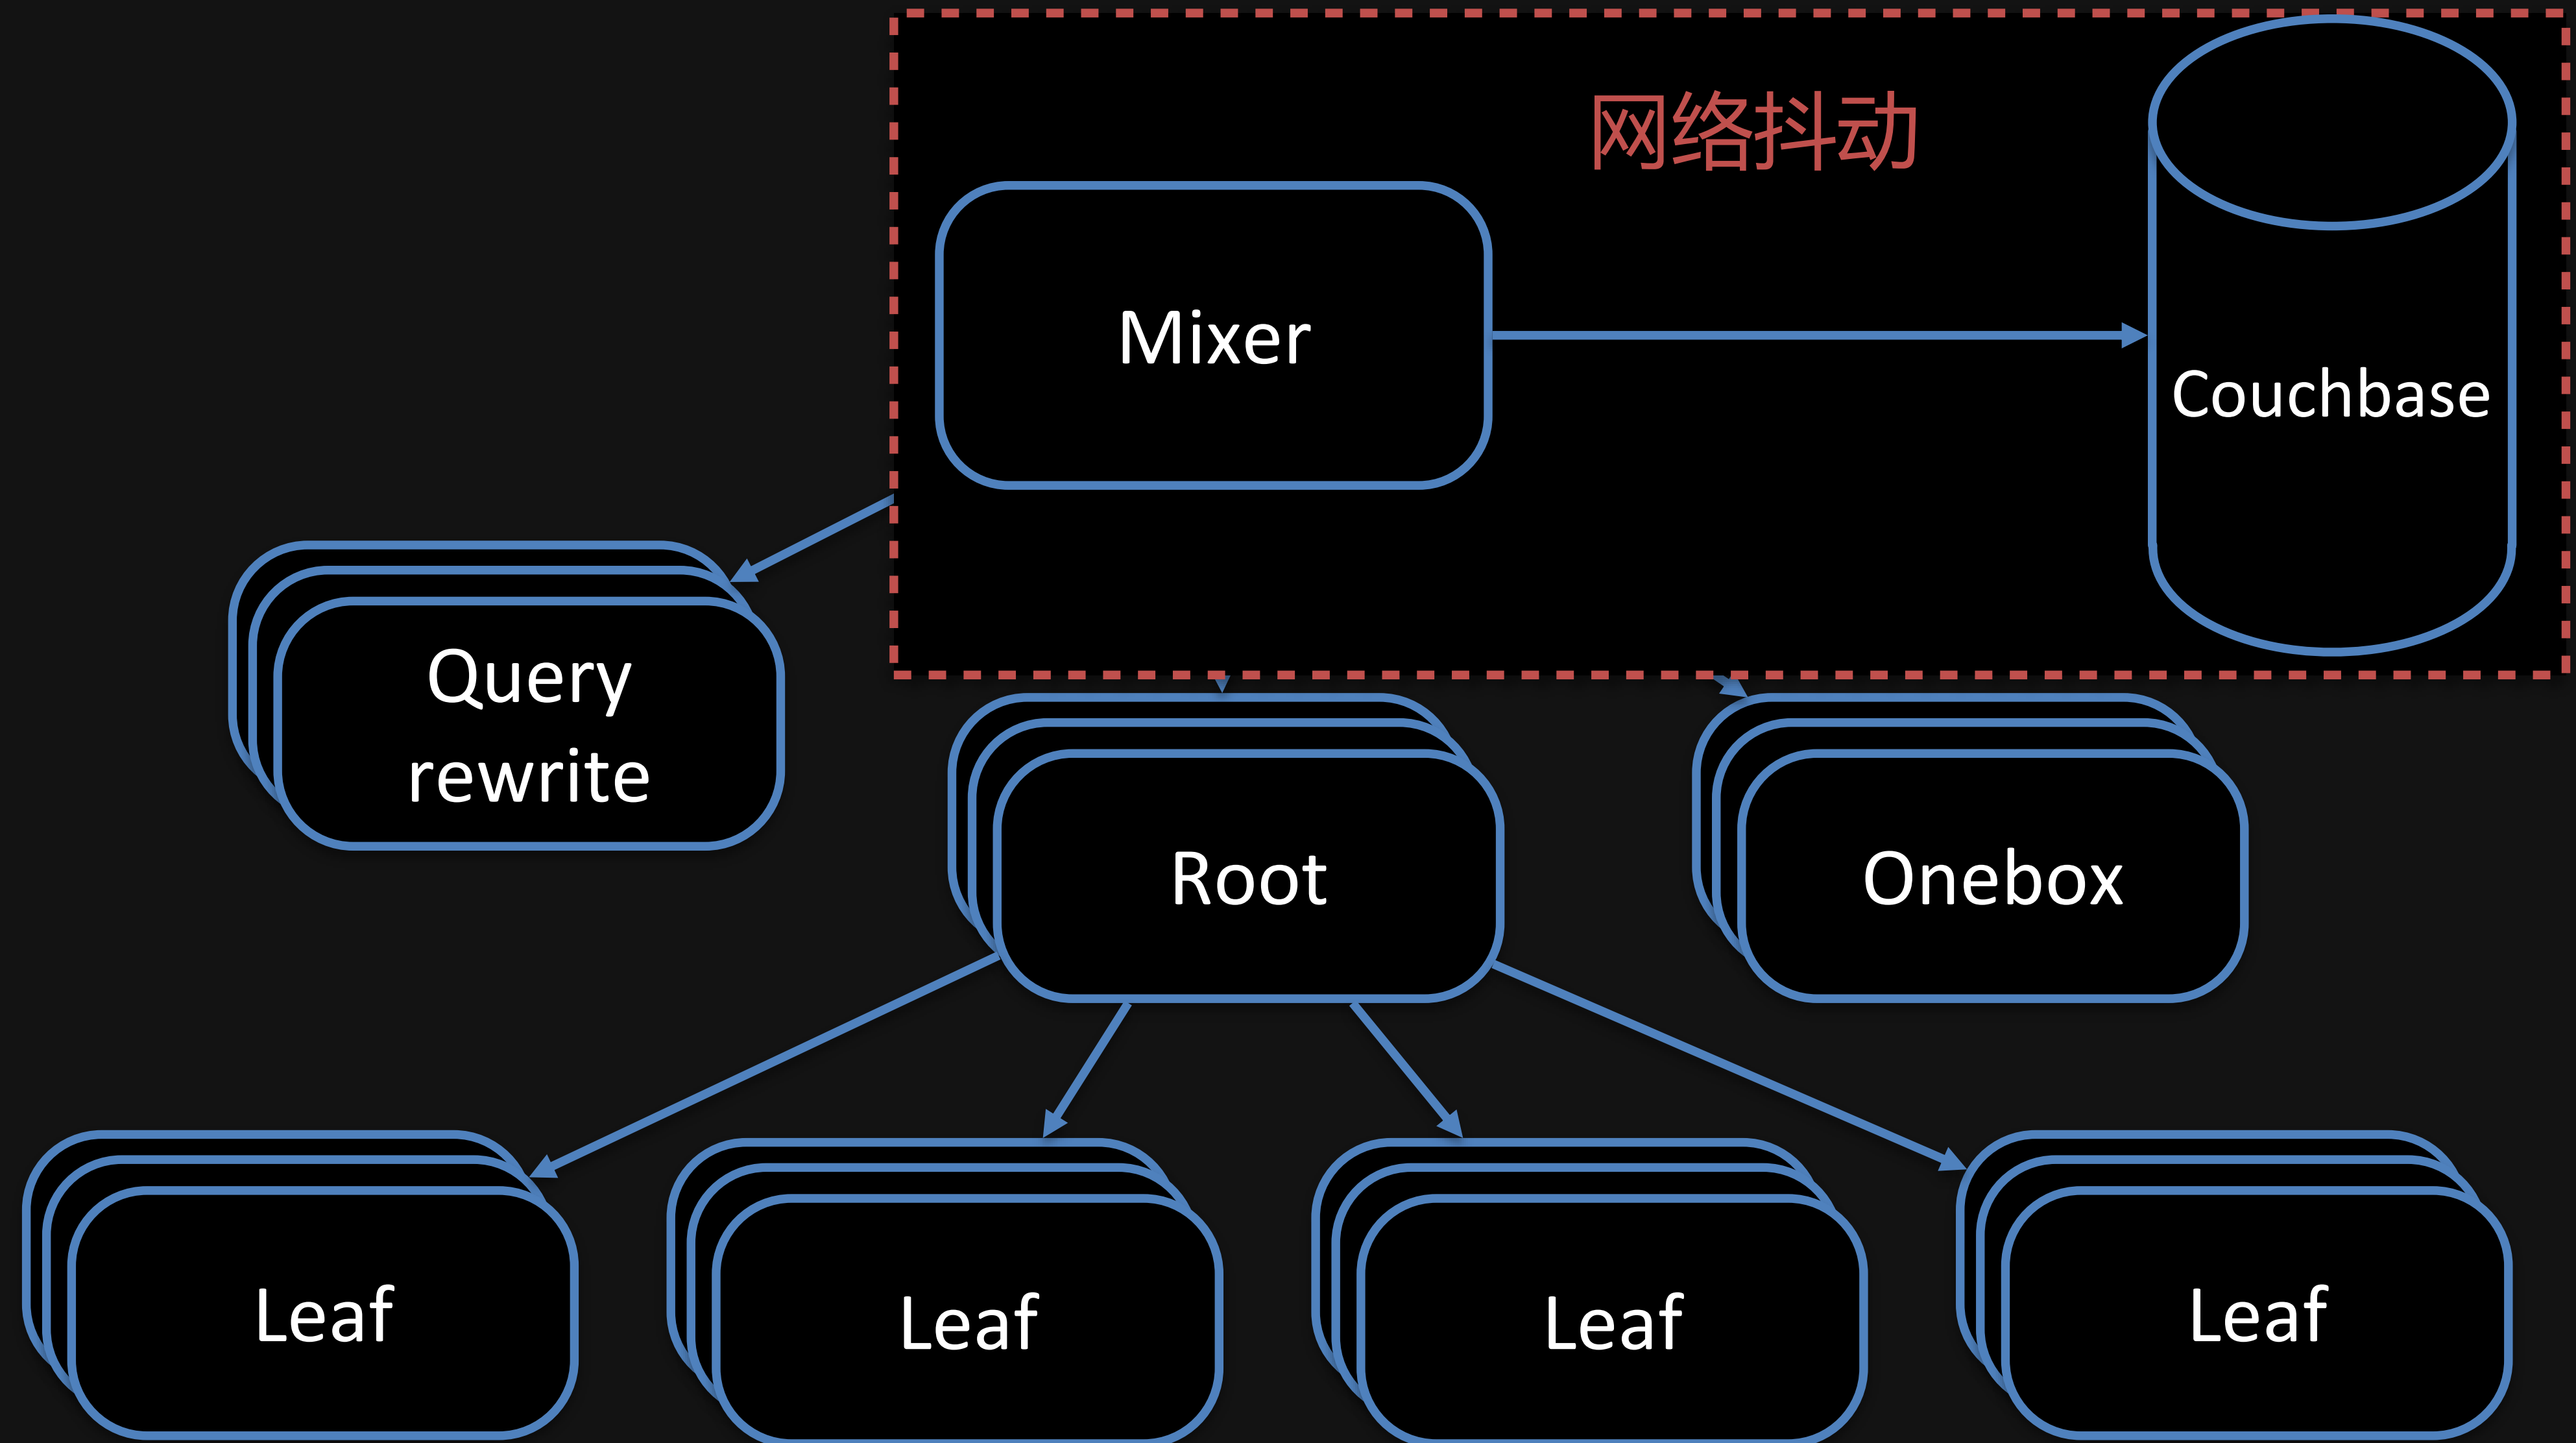 网络抖动
Mixer
Couchbase
Query
rewrite
Root
Onebox
Leaf
Leaf
Leaf
Leaf